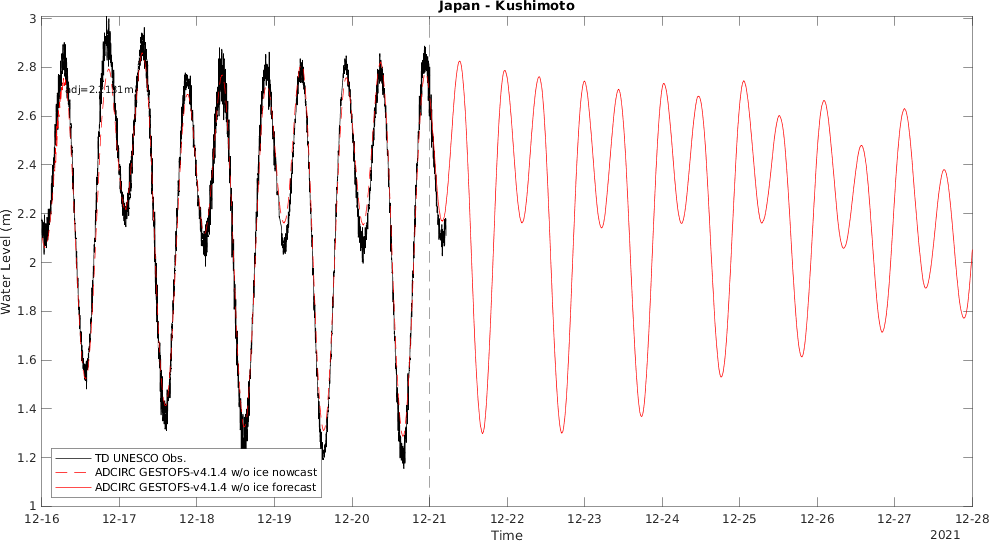 Japan - Kushimoto
3
2.8
2.6
2.4
2.2
2
1.8
1.6
1.4
1.2
1
Water Level (m)
TD UNESCO Obs.
ADCIRC GESTOFS-v4.1.4 w/o ice nowcast
ADCIRC GESTOFS-v4.1.4 w/o ice forecast
12-16 12-17 12-18 12-19 12-20 12-21 12-22 12-23 12-24 12-25 12-26 12-27 12-28
Time
2021